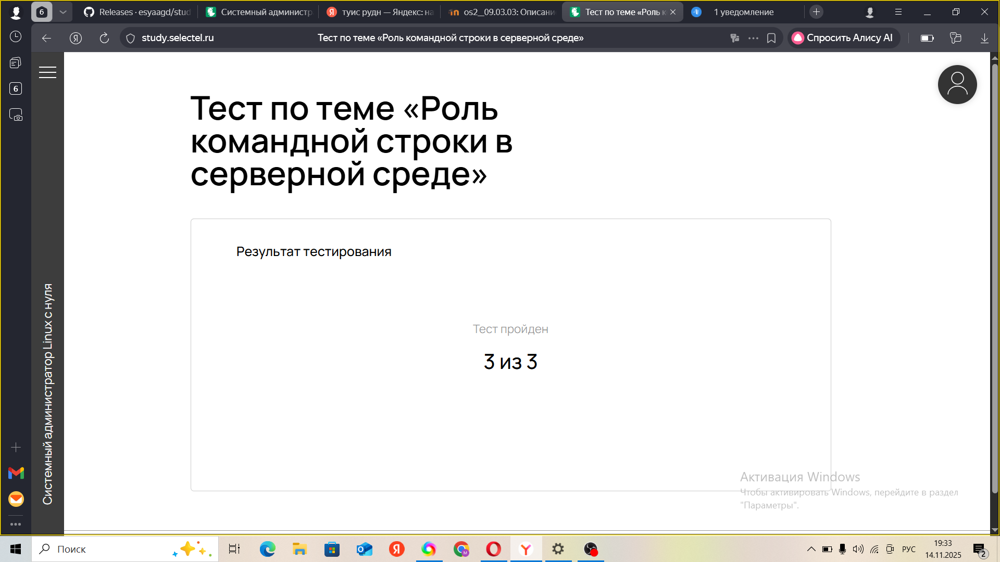 6
Releases · esyaagd/stud
Системный администр
туис рудн — Яндекс: на
os2__09.03.03: Описани
Тест по теме «Роль к
1 уведомление
study.selectel.ru
Тест по теме «Роль командной строки в серверной среде»
Спросить Алису AI
6
Тест по теме «Роль
командной строки в
серверной среде»
Результат тестирования
Тест пройден
3 из 3
Системный администратор Linux с нуля
Активация Windows
Чтобы активировать Windows, перейдите в раздел
"Параметры".
Поиск
РУС
19:33
14.11.2025
2